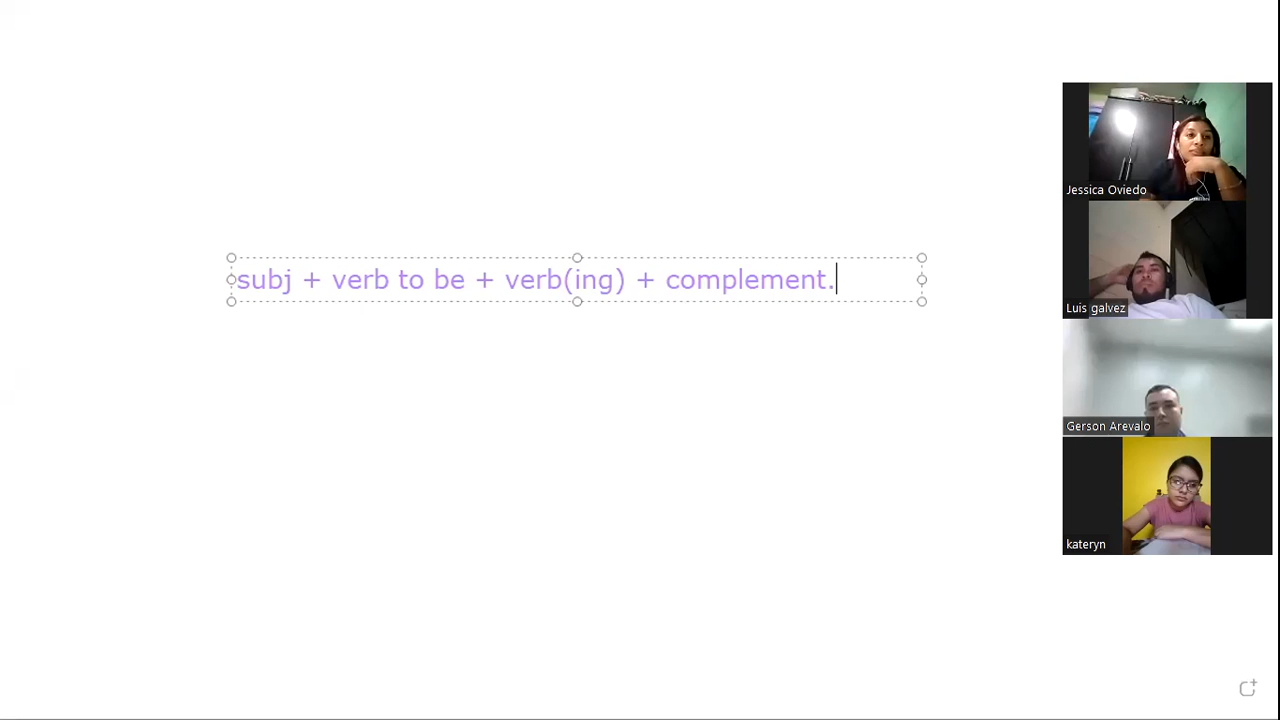 subj + verb to be + verb(ing) + complement.
Jessica Oviedo
Luis galvez
Gerson Arevalo
kateryn